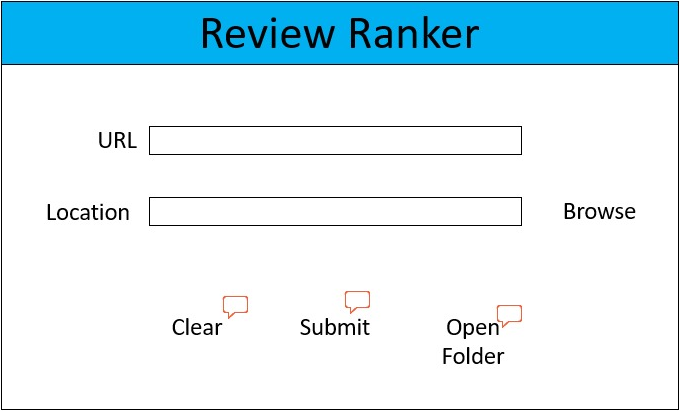 Review Ranker
URL
Location
Browse
Clear
Submit
Open
Folder